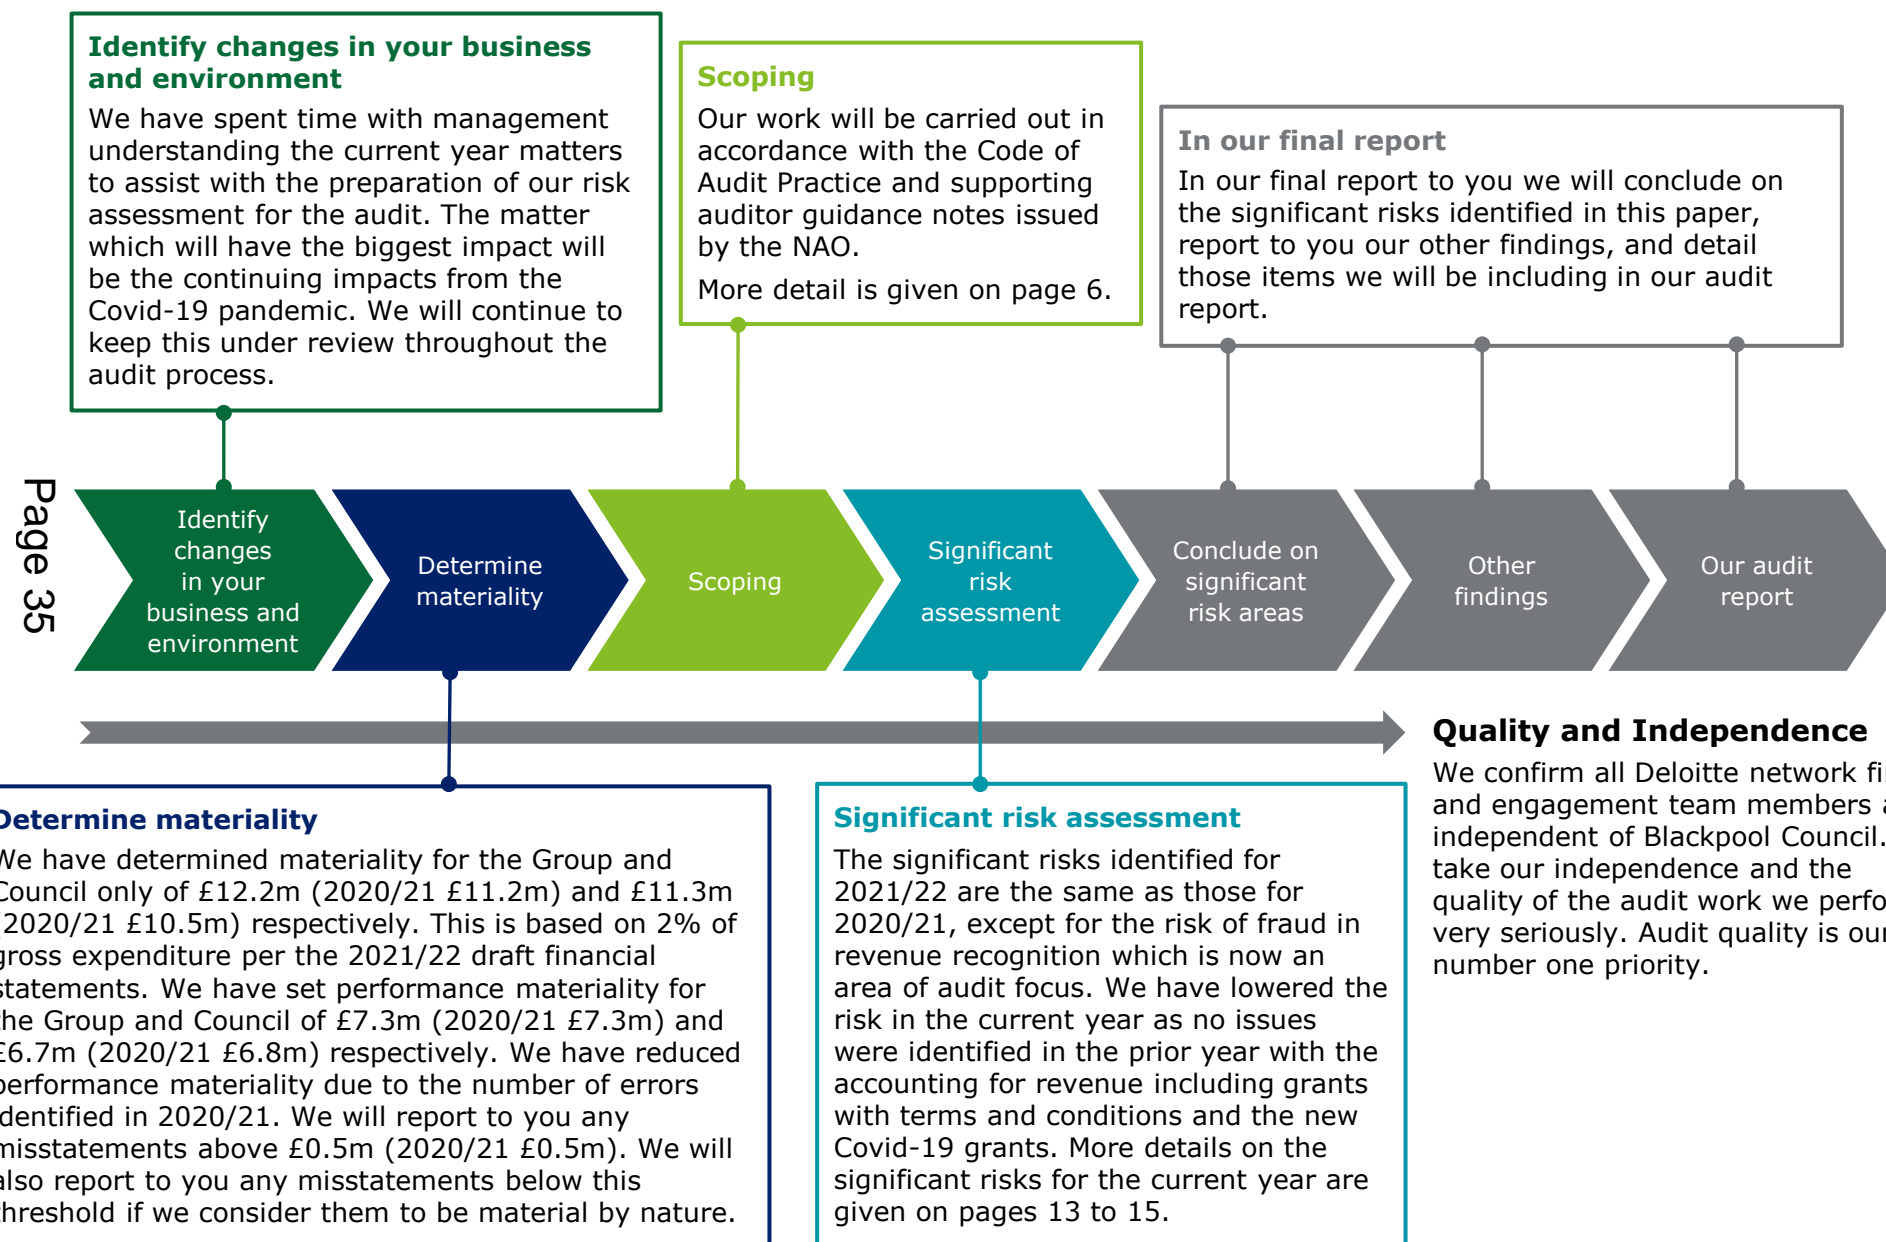 Identify changes in your business
and environment
We have spent time with management
understanding the current year matters
to assist with the preparation of our risk
assessment for the audit. The matter
which will have the biggest impact will
be the continuing impacts from the
Covid-19 pandemic. We will continue to
keep this under review throughout the
audit process.
Scoping
Our work will be carried out in
accordance with the Code of
Audit Practice and supporting
auditor guidance notes issued
by the NAO.
More detail is given on page 6.
In our final report
In our final report to you we will conclude on
the significant risks identified in this paper,
report to you our other findings, and detail
those items we will be including in our audit
report.
Page 35
Identify
changes
in your
business and
environment
Determine
materiality
Scoping
Significant
risk
assessment
Conclude on
significant
risk areas
Other
findings
Our audit
report
Determine materiality
We have determined materiality for the Group and
Council only of £12.2m (2020/21 £11.2m) and £11.3m
(2020/21 £10.5m) respectively. This is based on 2% of
gross expenditure per the 2021/22 draft financial
statements. We have set performance materiality for
the Group and Council of £7.3m (2020/21 £7.3m) and
£6.7m (2020/21 £6.8m) respectively. We have reduced
performance materiality due to the number of errors
identified in 2020/21. We will report to you any
misstatements above £0.5m (2020/21 £0.5m). We will
also report to you any misstatements below this
threshold if we consider them to be material by nature.
Significant risk assessment
The significant risks identified for
2021/22 are the same as those for
2020/21, except for the risk of fraud in
revenue recognition which is now an
area of audit focus. We have lowered the
risk in the current year as no issues
were identified in the prior year with the
accounting for revenue including grants
with terms and conditions and the new
Covid-19 grants. More details on the
significant risks for the current year are
given on pages 13 to 15.
Quality and Independence
We confirm all Deloitte network
and engagement team members
independent of Blackpool Council.
take our independence and the
quality of the audit work we
very seriously. Audit quality is our
number one priority.